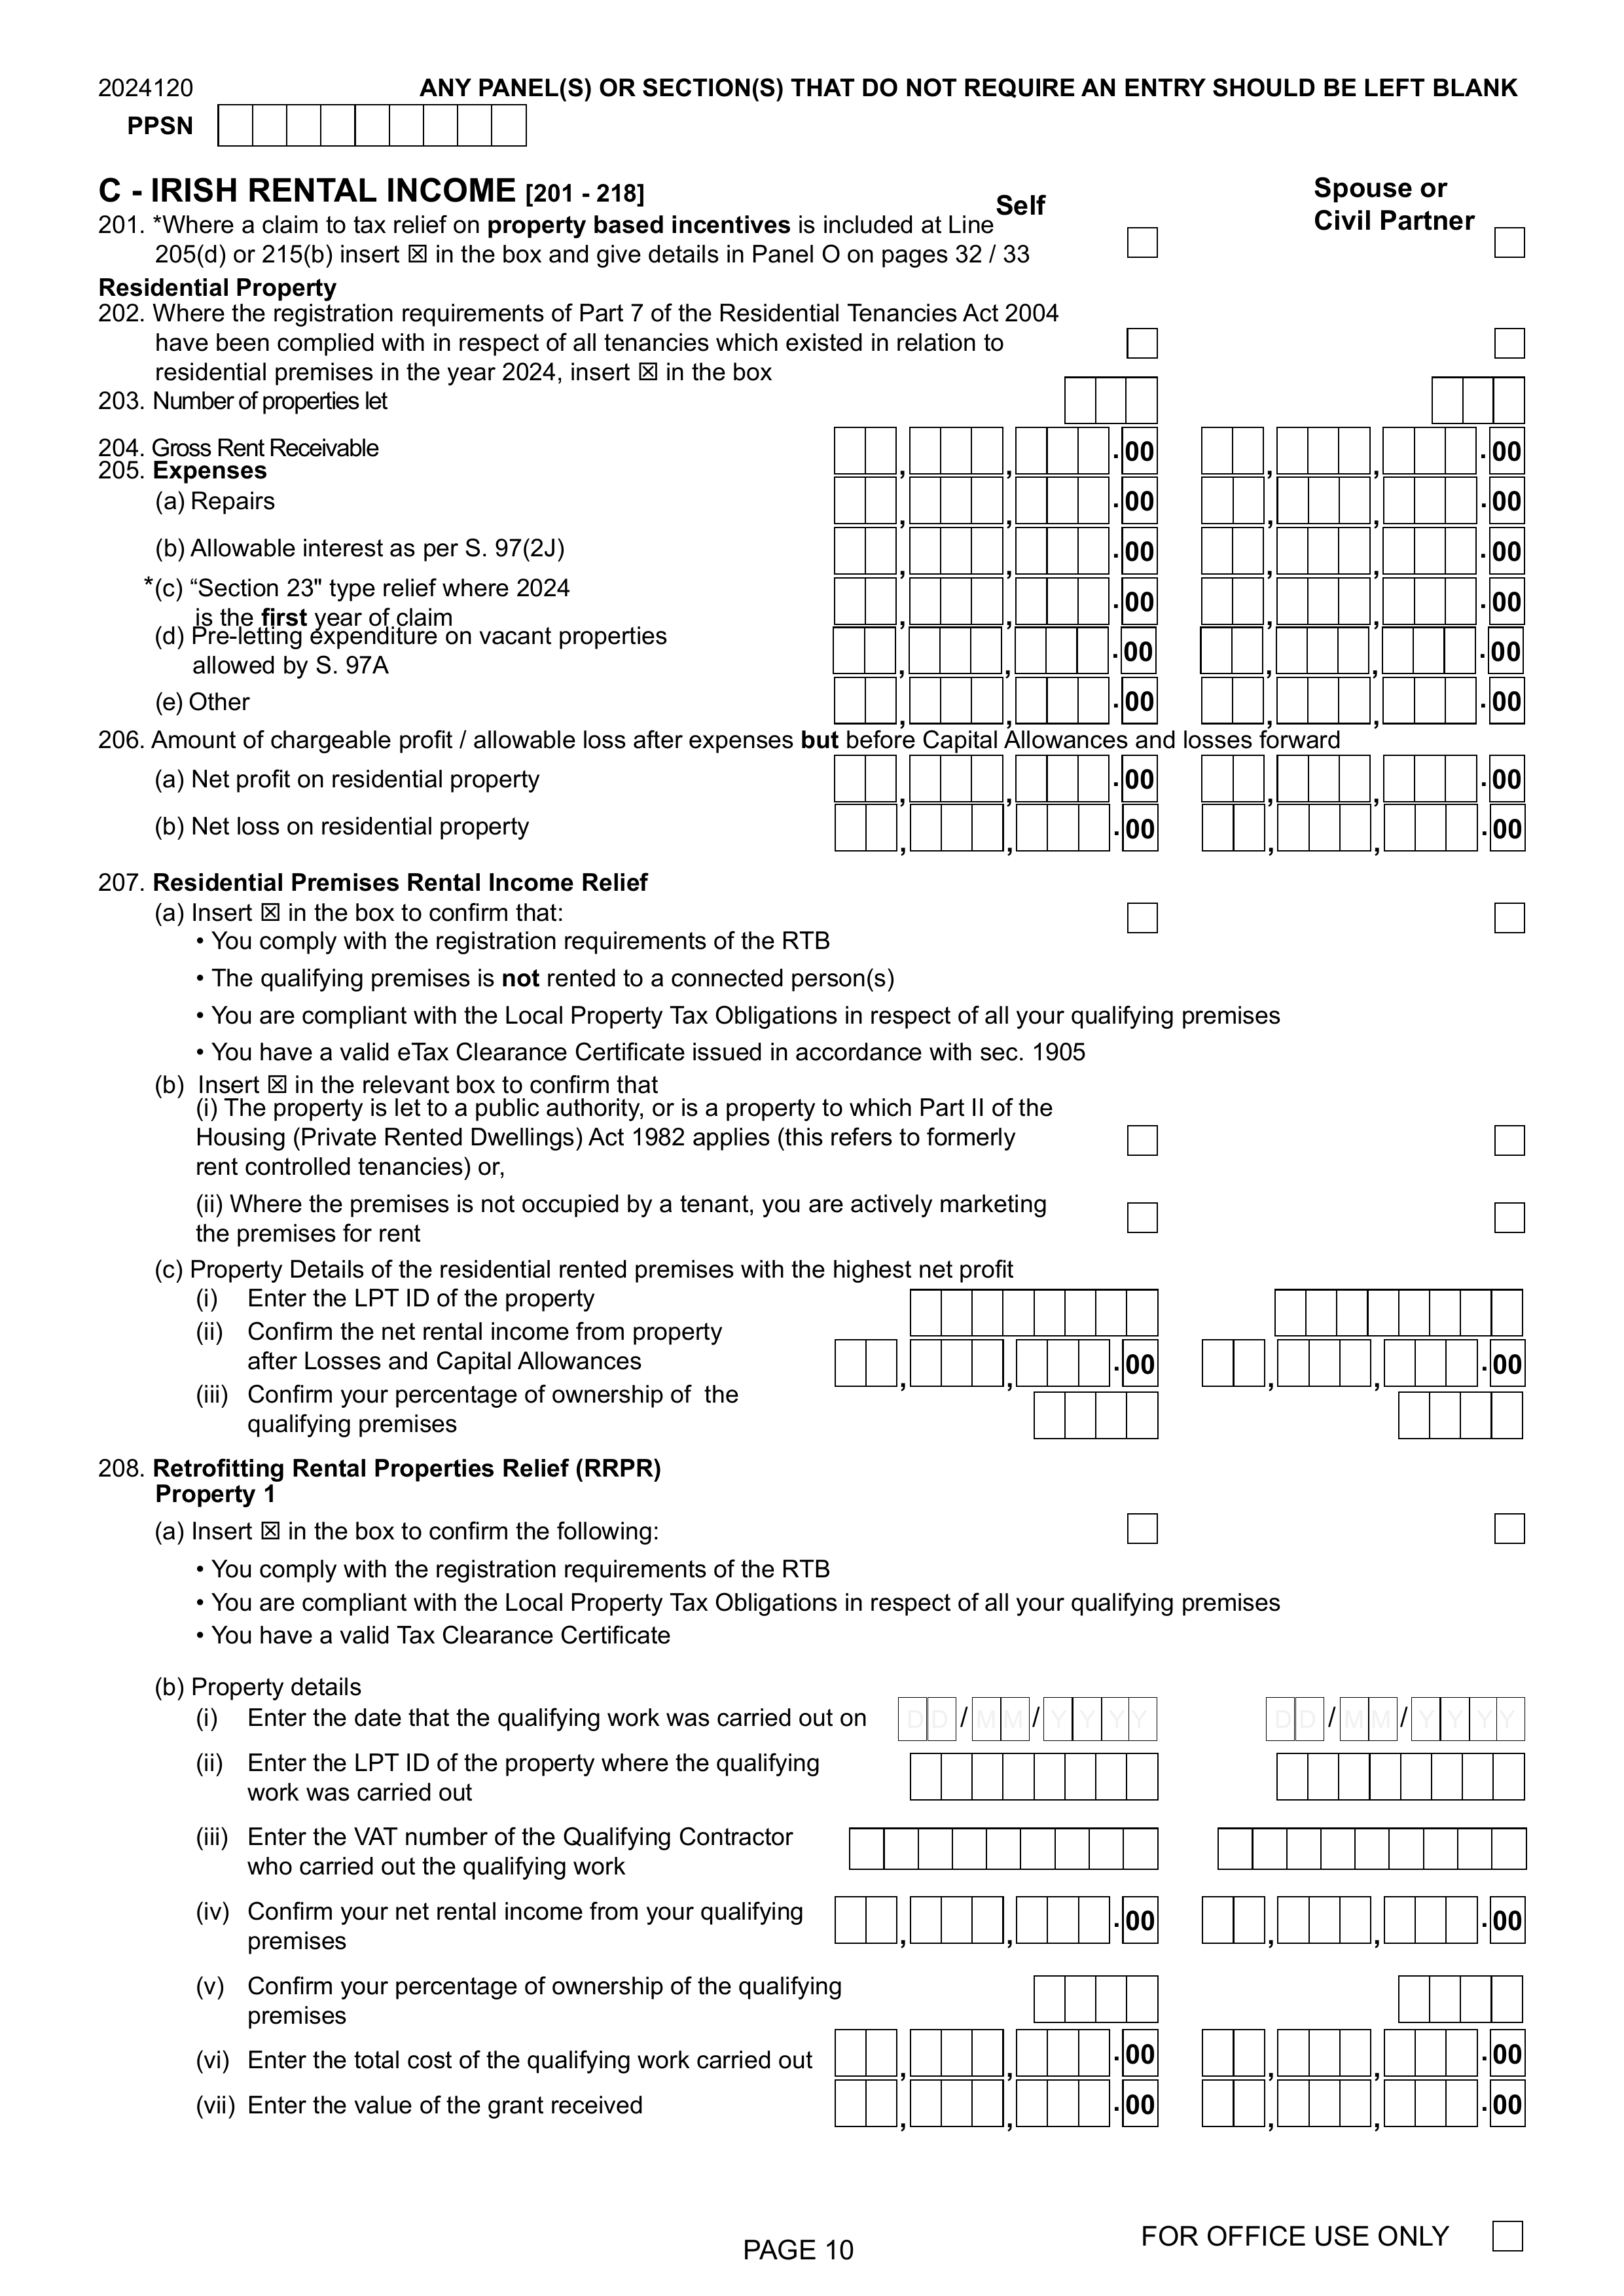 2024120
ANY PANEL(S) OR SECTION(S) THAT DO NOT REQUIRE AN ENTRY SHOULD BE LEFT BLANK
PPSN
C - IRISH RENTAL INCOME [201 - 218]
Self
Spouse or
Civil Partner
201. *Where a claim to tax relief on property based incentives is included at Line
205(d) or 215(b) insert ☒ in the box and give details in Panel O on pages 32 / 33
Residential Property
202. Where the registration requirements of Part 7 of the Residential Tenancies Act 2004
have been complied with in respect of all tenancies which existed in relation to
residential premises in the year 2024, insert ☒ in the box
203. Number of properties let
204. Gross Rent Receivable , , .00 , , .00
205. Expenses
(a) Repairs , , .00 , , .00
(b) Allowable interest as per S. 97(2J) , , .00 , , .00
*(c) “Section 23" type relief where 2024
is the first year of claim , , .00 , , .00
(d) Pre-letting expenditure on vacant properties
allowed by S. 97A , , .00 , , .00
(e) Other , , .00 , , .00
206. Amount of chargeable profit / allowable loss after expenses but before Capital Allowances and losses forward
(a) Net profit on residential property , , .00 , , .00
(b) Net loss on residential property , , .00 , , .00
207. Residential Premises Rental Income Relief
(a) Insert ☒ in the box to confirm that:
• You comply with the registration requirements of the RTB
• The qualifying premises is not rented to a connected person(s)
• You are compliant with the Local Property Tax Obligations in respect of all your qualifying premises
• You have a valid eTax Clearance Certificate issued in accordance with sec. 1905
(b) Insert ☒ in the relevant box to confirm that
(i) The property is let to a public authority, or is a property to which Part II of the
Housing (Private Rented Dwellings) Act 1982 applies (this refers to formerly
rent controlled tenancies) or,
(ii) Where the premises is not occupied by a tenant, you are actively marketing
the premises for rent
(c) Property Details of the residential rented premises with the highest net profit
(i) Enter the LPT ID of the property
(ii) Confirm the net rental income from property
after Losses and Capital Allowances , , .00 , , .00
(iii) Confirm your percentage of ownership of the
qualifying premises
208. Retrofitting Rental Properties Relief (RRPR)
Property 1
(a) Insert ☒ in the box to confirm the following:
• You comply with the registration requirements of the RTB
• You are compliant with the Local Property Tax Obligations in respect of all your qualifying premises
• You have a valid Tax Clearance Certificate
(b) Property details
(i) Enter the date that the qualifying work was carried out on DD/MM/YYYY DD/MM/YYYY
(ii) Enter the LPT ID of the property where the qualifying
work was carried out
(iii) Enter the VAT number of the Qualifying Contractor
who carried out the qualifying work
(iv) Confirm your net rental income from your qualifying
premises , , .00 , , .00
(v) Confirm your percentage of ownership of the qualifying
premises
(vi) Enter the total cost of the qualifying work carried out , , .00 , , .00
(vii) Enter the value of the grant received , , .00 , , .00
PAGE 10
FOR OFFICE USE ONLY